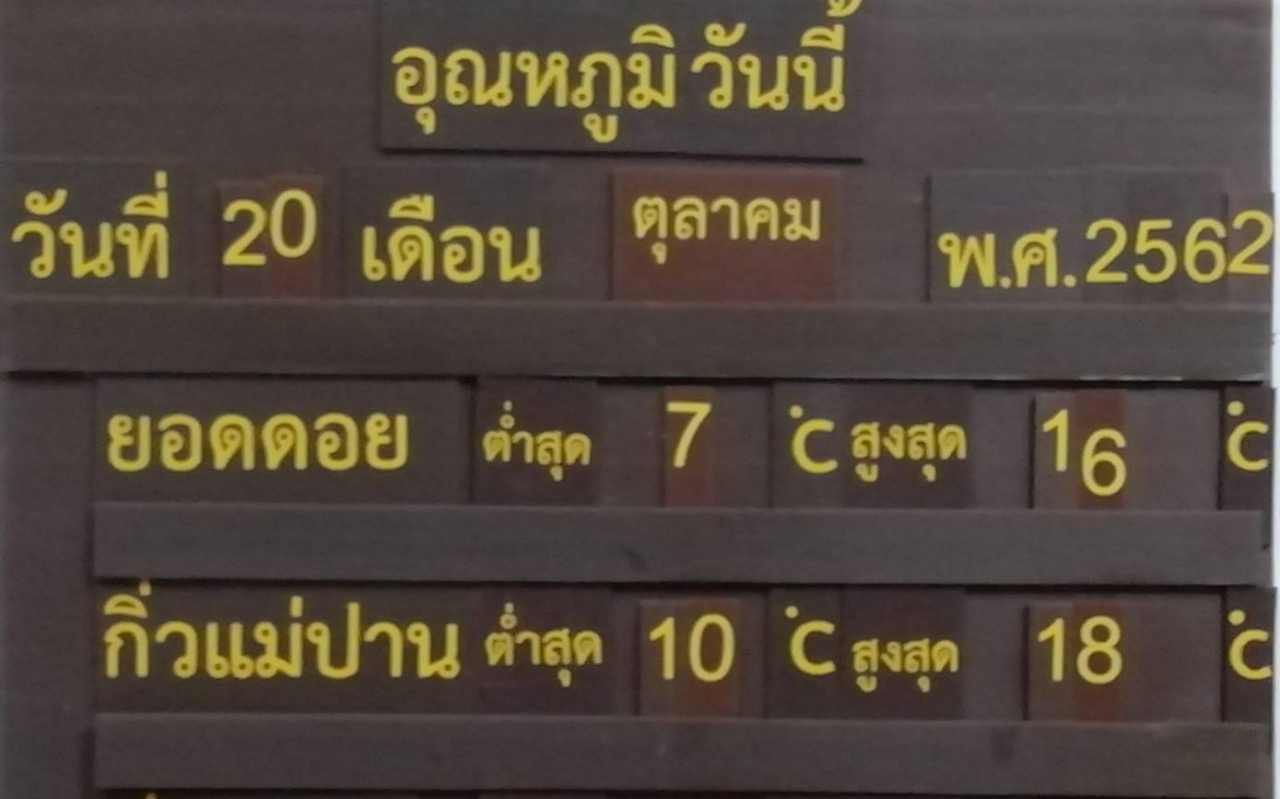 อุณหภูมิ วันนี้
วันที่ 20 เดือน ตุลาคม พ.ศ. 2562
ยอดดอย ต่ำสุด 7 °C สูงสุด 16 °C
กิ่วแม่ปาน ต่ำสุด 10 °C สูงสุด 18 °C